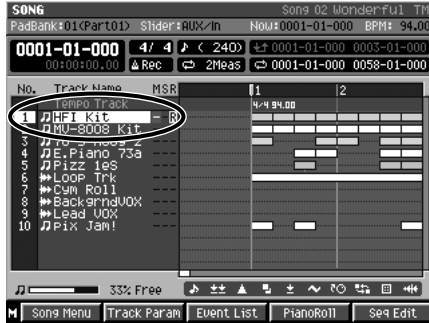 SONG Song 02 Wonderful TM
PadBank:01(Part01) Slider:AUX/In Now:0001-01-000 BPM: 94.00
0001-01-000 4/ 4 ♪ ( 240) 0001-01-000 0003-01-000
00:00:00.00 Rec 2Meas 0001-01-000 0058-01-000
No. Track Name MSR 1 2
Tempo Track 4/4 94.00
1 HFI Kit - R
2 MV-8008 Kit ---
3
4 E.Piano 73a ---
5 Pizz 1eS ---
6 Loop Trk ---
7 Cym Roll ---
8 BackgrndVOX ---
9 Lead VOX ---
10 Pix Jam! ---
33% Free
M Song Menu Track Param Event List PianoRoll Seq Edit